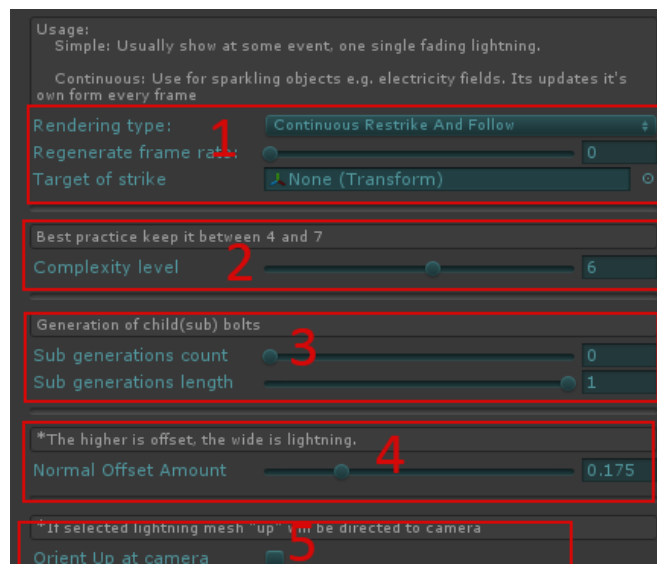 Usage:
Simple: Usually show at some event, one single fading lightning.
Continuous: Use for sparkling objects e.g. electricity fields. Its updates it's
own form every frame
Rendering type: Continuous Restrike And Follow
1
Regenerate frame rate: 0
Target of strike None (Transform)
Best practice keep it between 4 and 7
2
Complexity level 6
Generation of child(sub) bolts
3
Sub generations count 0
Sub generations length 1
*The higher is offset, the wide is lightning.
4
Normal Offset Amount 0.175
*If selected lightning mesh "up" will be directed to camera
5
Orient Up at camera